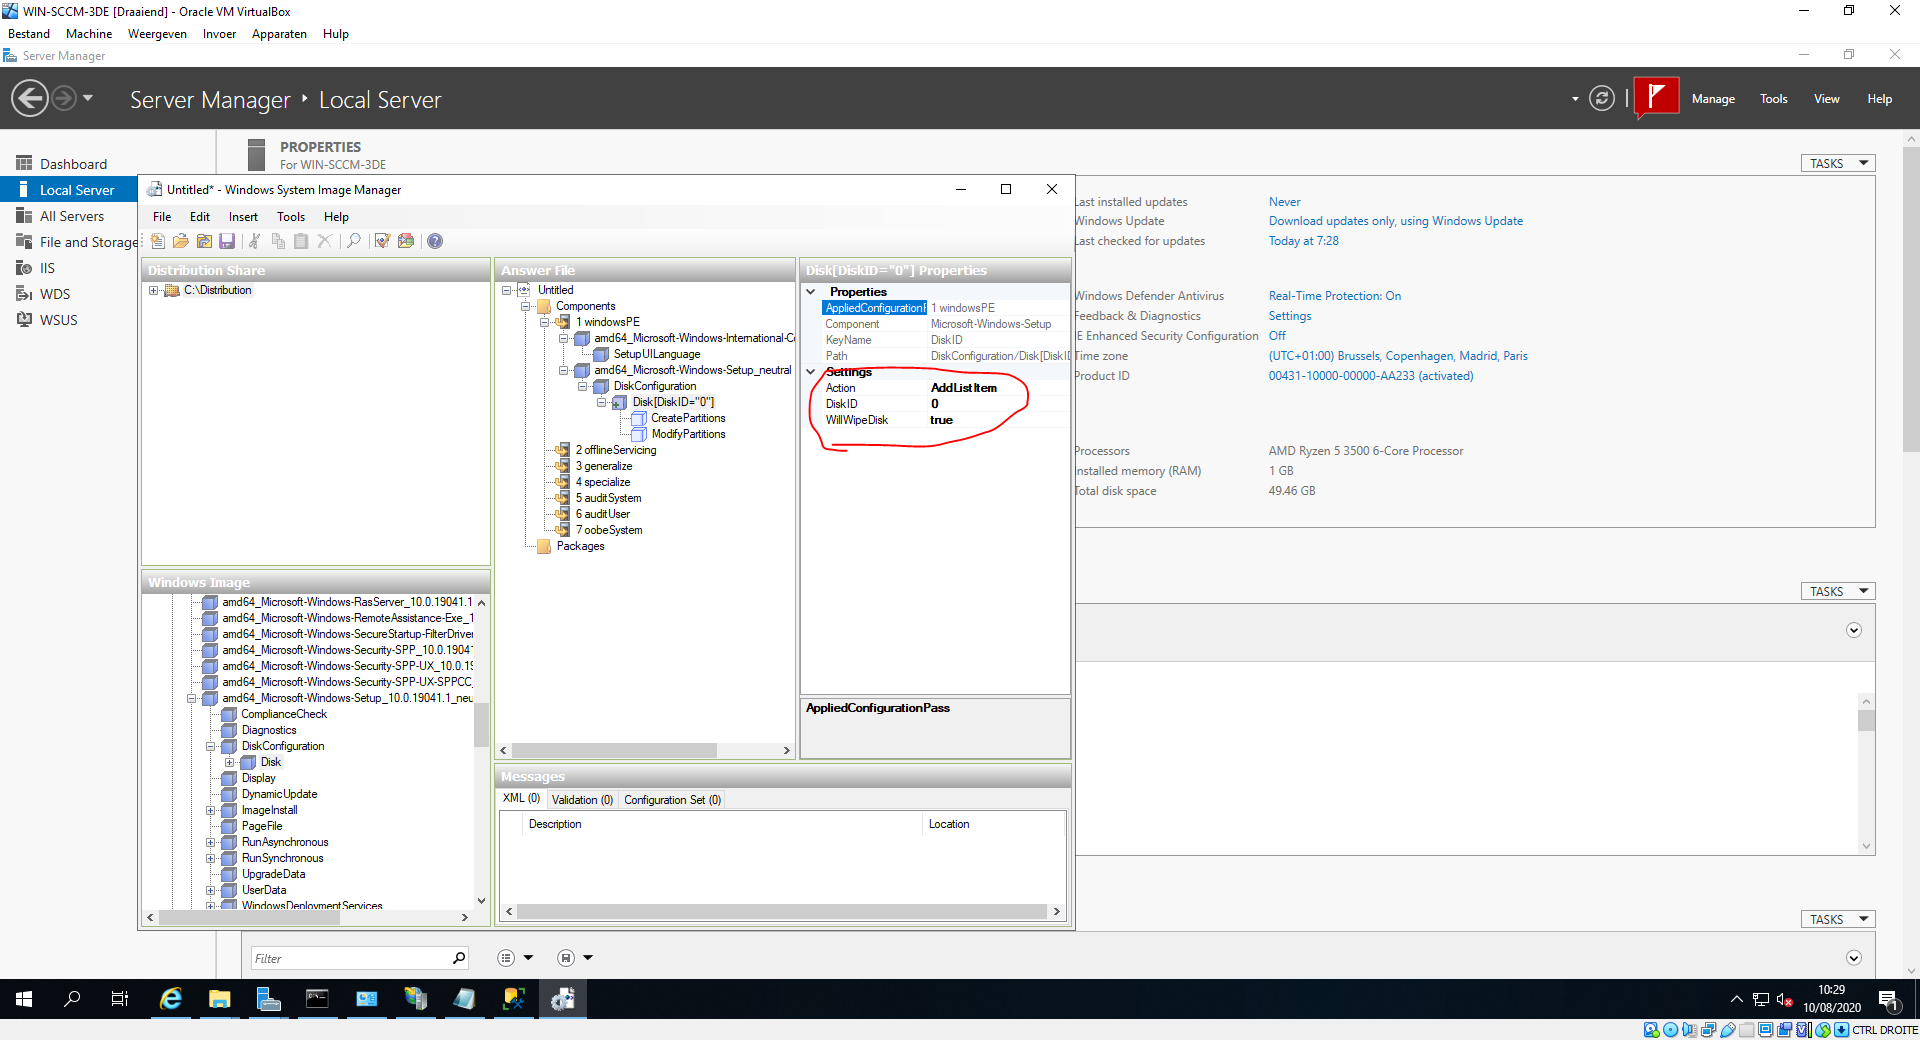 WIN-SCCM-3DE [Draaiend] - Oracle VM VirtualBox
Bestand Machine Weergeven Invoer Apparaten Hulp
Server Manager
Server Manager ‣ Local Server
Manage Tools View Help
Dashboard
Local Server
All Servers
File and Storage
IIS
WDS
WSUS
PROPERTIES
For WIN-SCCM-3DE
TASKS
Last installed updates Never
Windows Update Download updates only, using Windows Update
Last checked for updates Today at 7:28
Windows Defender Antivirus Real-Time Protection: On
Feedback & Diagnostics Settings
IE Enhanced Security Configuration Off
Time zone (UTC+01:00) Brussels, Copenhagen, Madrid, Paris
Product ID 00431-10000-00000-AA233 (activated)
Processors AMD Ryzen 5 3500 6-Core Processor
Installed memory (RAM) 1 GB
Total disk space 49.46 GB
TASKS
TASKS
Untitled* - Windows System Image Manager
File Edit Insert Tools Help
Distribution Share
C:\Distribution
Windows Image
amd64_Microsoft-Windows-RasServer_10.0.19041.1
amd64_Microsoft-Windows-RemoteAssistance-Exe_1
amd64_Microsoft-Windows-SecureStartup-FilterDriver
amd64_Microsoft-Windows-Security-SPP_10.0.19041
amd64_Microsoft-Windows-Security-SPP-UX_10.0.19
amd64_Microsoft-Windows-Security-SPP-UX-SPPCC_
amd64_Microsoft-Windows-Setup_10.0.19041.1_neu
ComplianceCheck
Diagnostics
DiskConfiguration
Disk
Display
DynamicUpdate
ImageInstall
PageFile
RunAsynchronous
RunSynchronous
UpgradeData
UserData
WindowsDeploymentServices
Answer File
Untitled
Components
1 windowsPE
amd64_Microsoft-Windows-International-Co
SetupUILanguage
amd64_Microsoft-Windows-Setup_neutral
DiskConfiguration
Disk[DiskID="0"]
CreatePartitions
ModifyPartitions
2 offlineServicing
3 generalize
4 specialize
5 auditSystem
6 auditUser
7 oobeSystem
Packages
Disk[DiskID="0"] Properties
Properties
AppliedConfigurationP 1 windowsPE
Component Microsoft-Windows-Setup
KeyName DiskID
Path DiskConfiguration/Disk[DiskID
Settings
Action AddListItem
DiskID 0
WillWipeDisk true
AppliedConfigurationPass
Messages
XML (0) Validation (0) Configuration Set (0)
Description Location
Filter
10:29
10/08/2020
1
CTRL DROITE